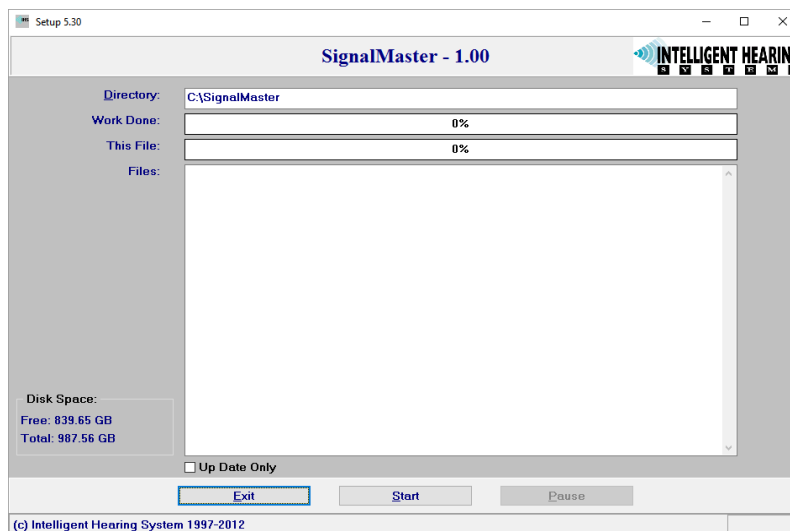 IHS Setup 5.30
SignalMaster - 1.00
INTELLIGENT HEARIN
S Y S T E M
Directory: C:\SignalMaster
Work Done: 0%
This File: 0%
Files:
Disk Space:
Free: 839.65 GB
Total: 987.56 GB
Up Date Only
Exit Start Pause
(c) Intelligent Hearing System 1997-2012